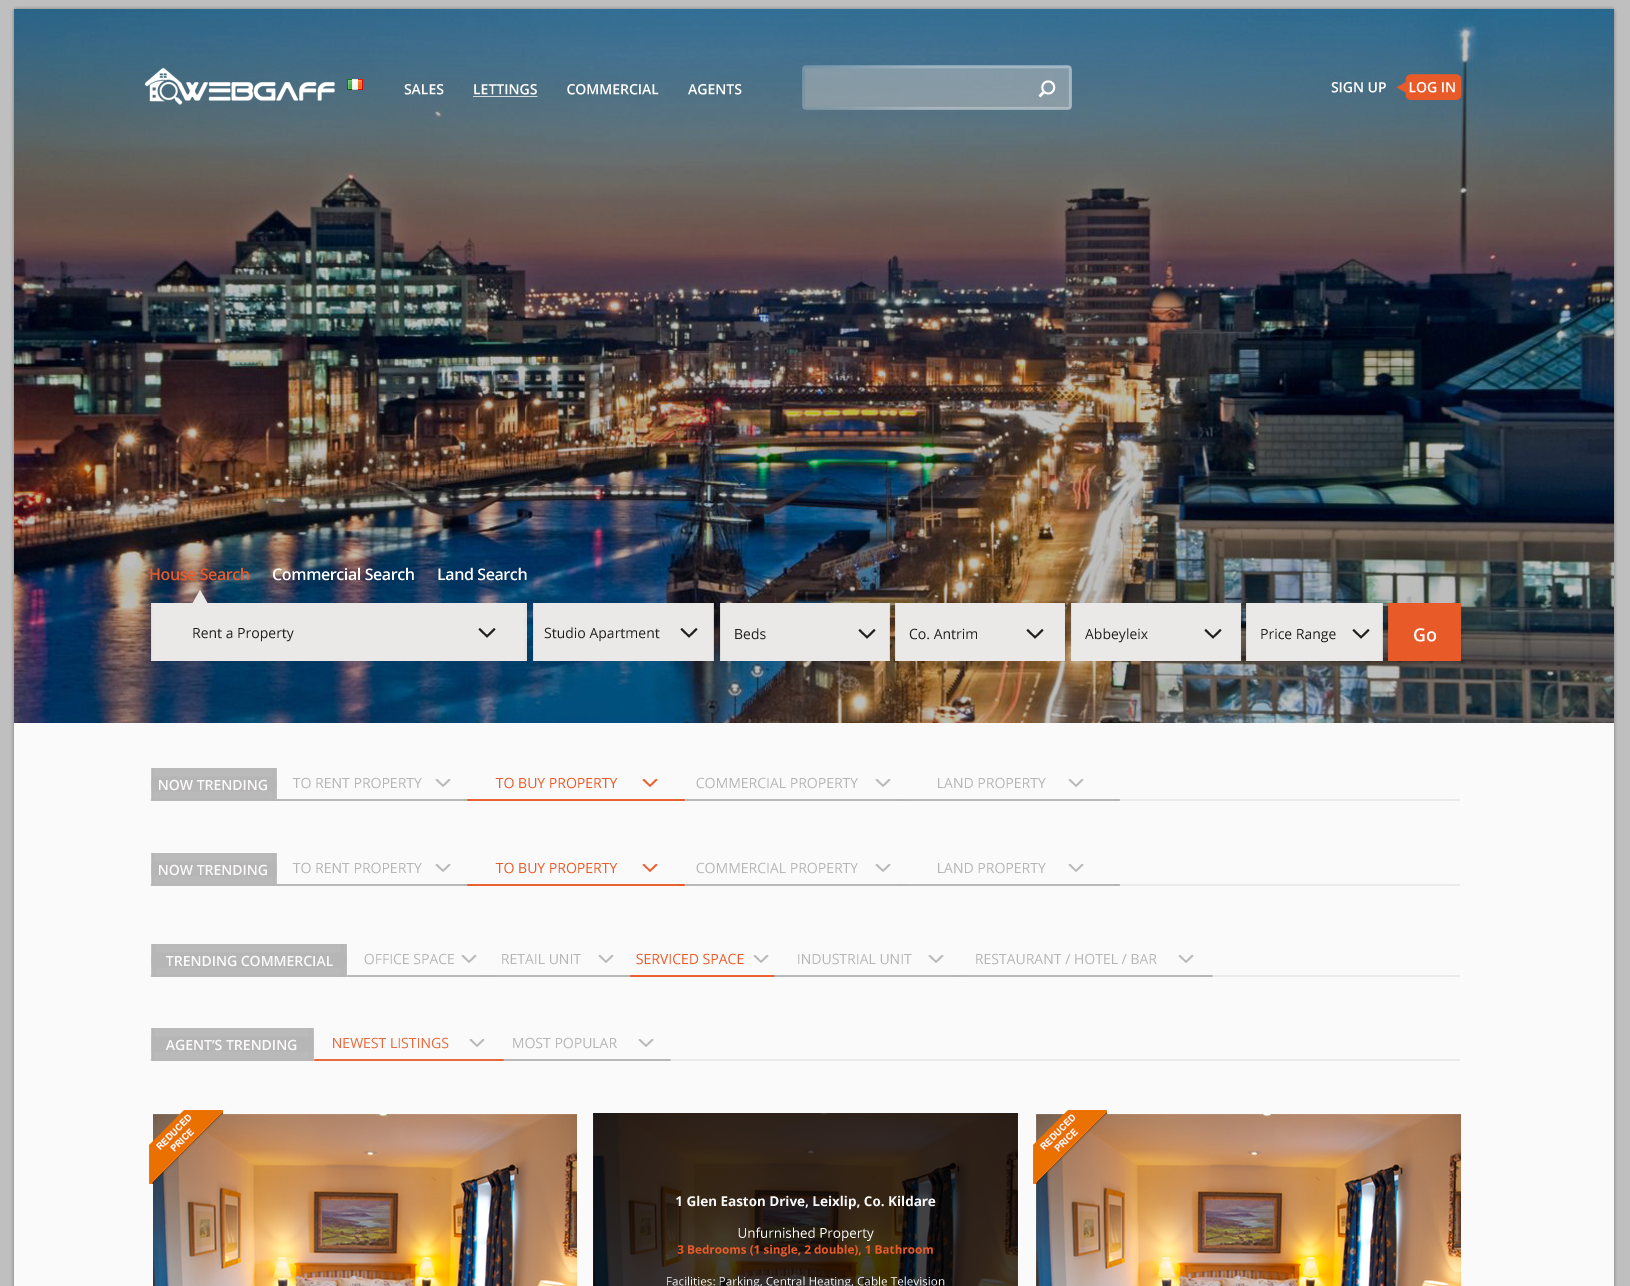 WEBGAFF
SALES LETTINGS COMMERCIAL AGENTS
SIGN UP LOG IN
House Search Commercial Search Land Search
Rent a Property Studio Apartment Beds Co. Antrim Abbeyleix Price Range Go
NOW TRENDING TO RENT PROPERTY TO BUY PROPERTY COMMERCIAL PROPERTY LAND PROPERTY
NOW TRENDING TO RENT PROPERTY TO BUY PROPERTY COMMERCIAL PROPERTY LAND PROPERTY
TRENDING COMMERCIAL OFFICE SPACE RETAIL UNIT SERVICED SPACE INDUSTRIAL UNIT RESTAURANT / HOTEL / BAR
AGENT'S TRENDING NEWEST LISTINGS MOST POPULAR
REDUCED
PRICE
1 Glen Easton Drive, Leixlip, Co. Kildare
Unfurnished Property
3 Bedrooms (1 single, 2 double), 1 Bathroom
Facilities: Parking, Central Heating, Cable Television
REDUCED
PRICE